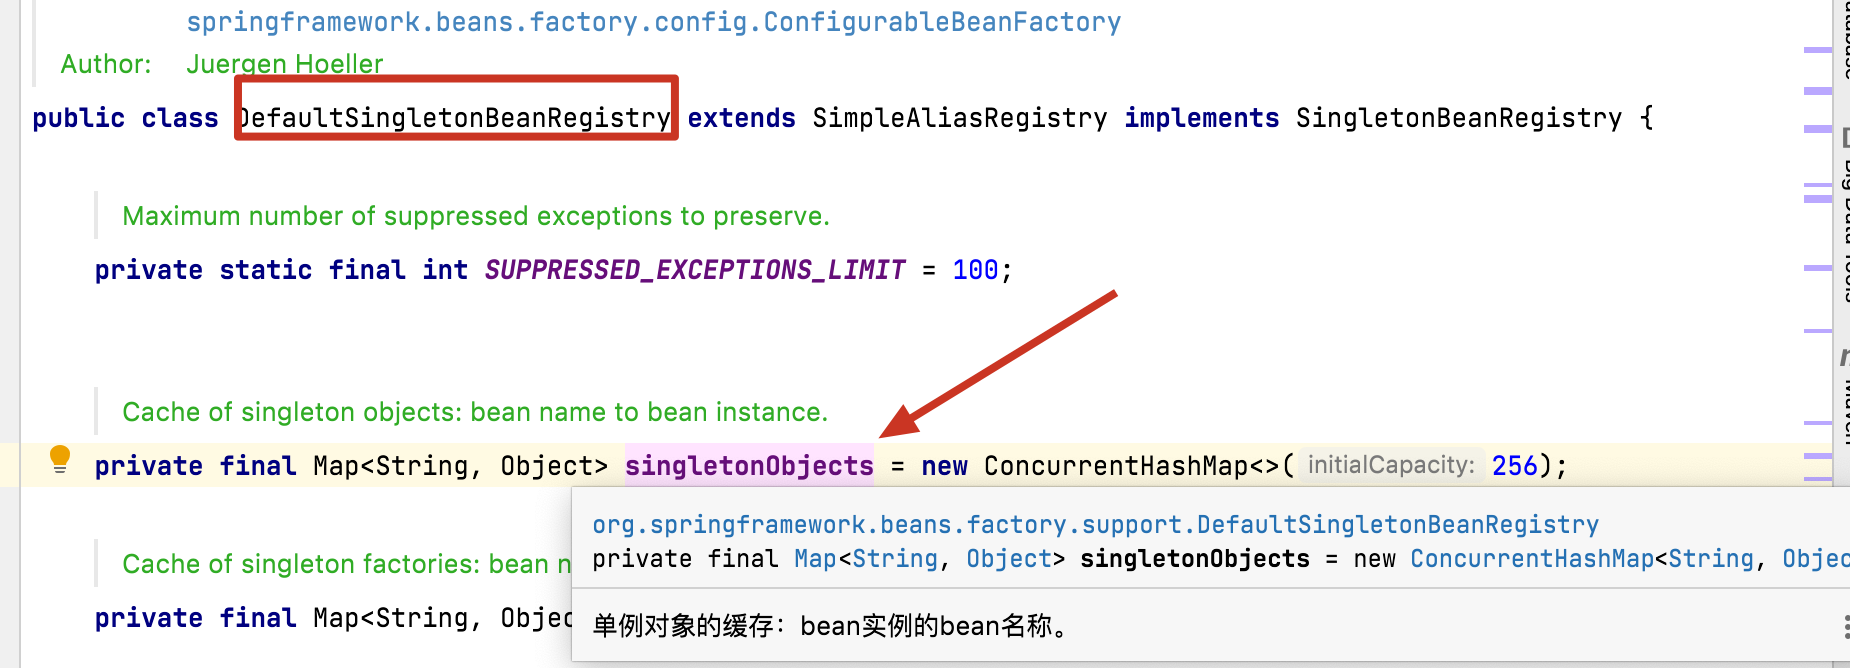 springframework.beans.factory.config.ConfigurableBeanFactory
Author: Juergen Hoeller
public class DefaultSingletonBeanRegistry extends SimpleAliasRegistry implements SingletonBeanRegistry {
Maximum number of suppressed exceptions to preserve.
private static final int SUPPRESSED_EXCEPTIONS_LIMIT = 100;
Cache of singleton objects: bean name to bean instance.
private final Map<String, Object> singletonObjects = new ConcurrentHashMap<>( initialCapacity: 256);
org.springframework.beans.factory.support.DefaultSingletonBeanRegistry
private final Map<String, Object> singletonObjects = new ConcurrentHashMap<String, Objec
Cache of singleton factories: bean n
private final Map<String, Objec
单例对象的缓存：bean实例的bean名称。
Big Data Tools
Maven